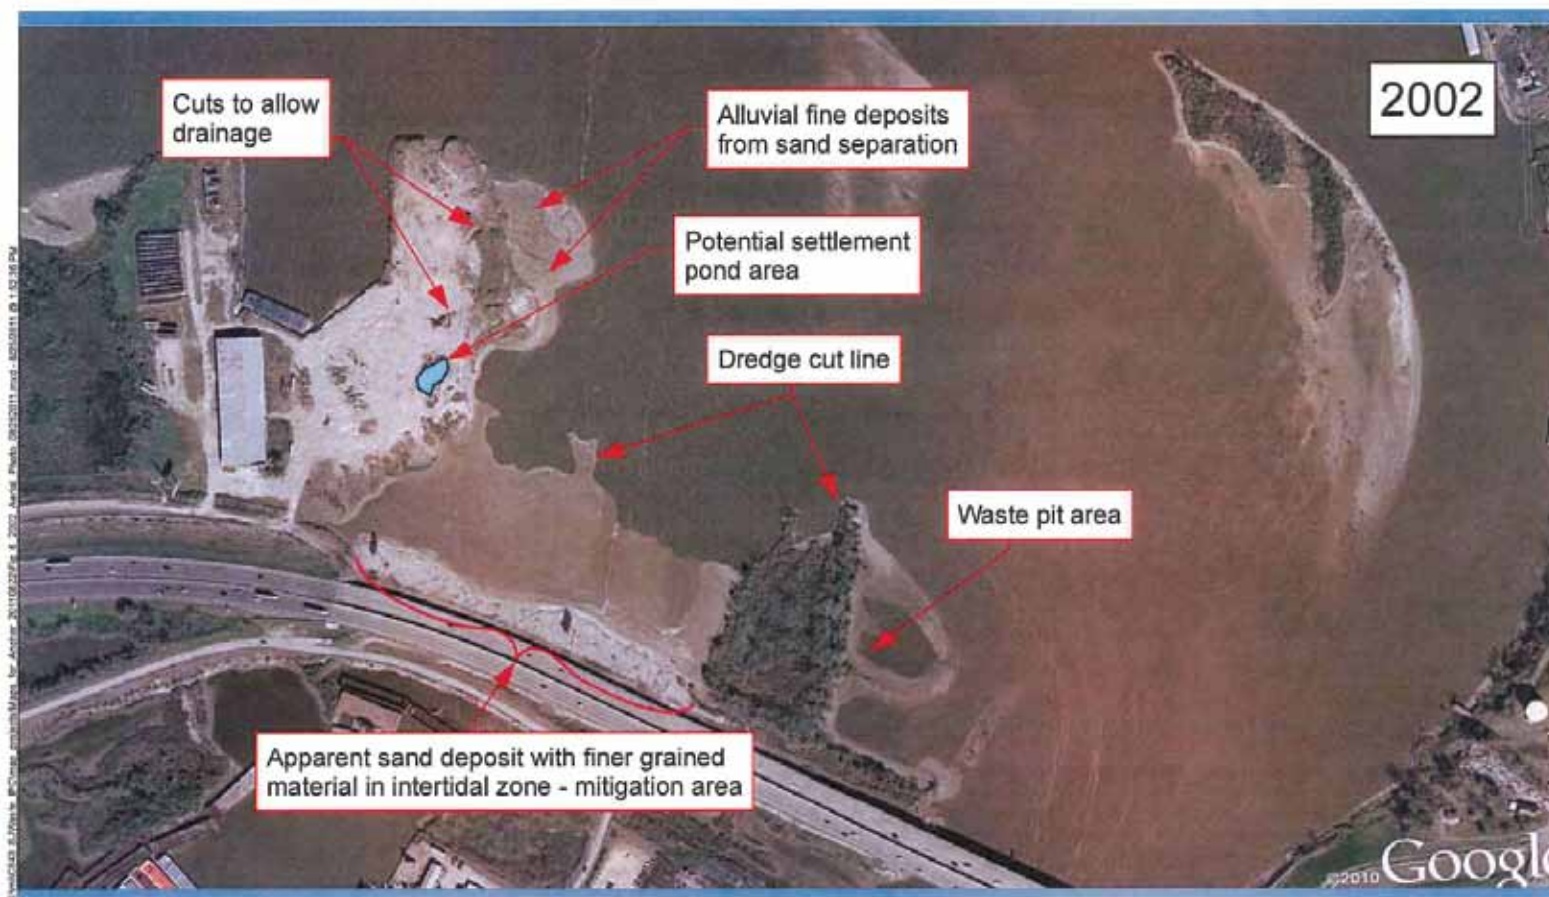 Cuts to allow
drainage
Alluvial fine deposits
from sand separation
2002
Potential settlement
pond area
Dredge cut line
Waste pit area
Apparent sand deposit with finer grained
material in intertidal zone - mitigation area
©2010 Google